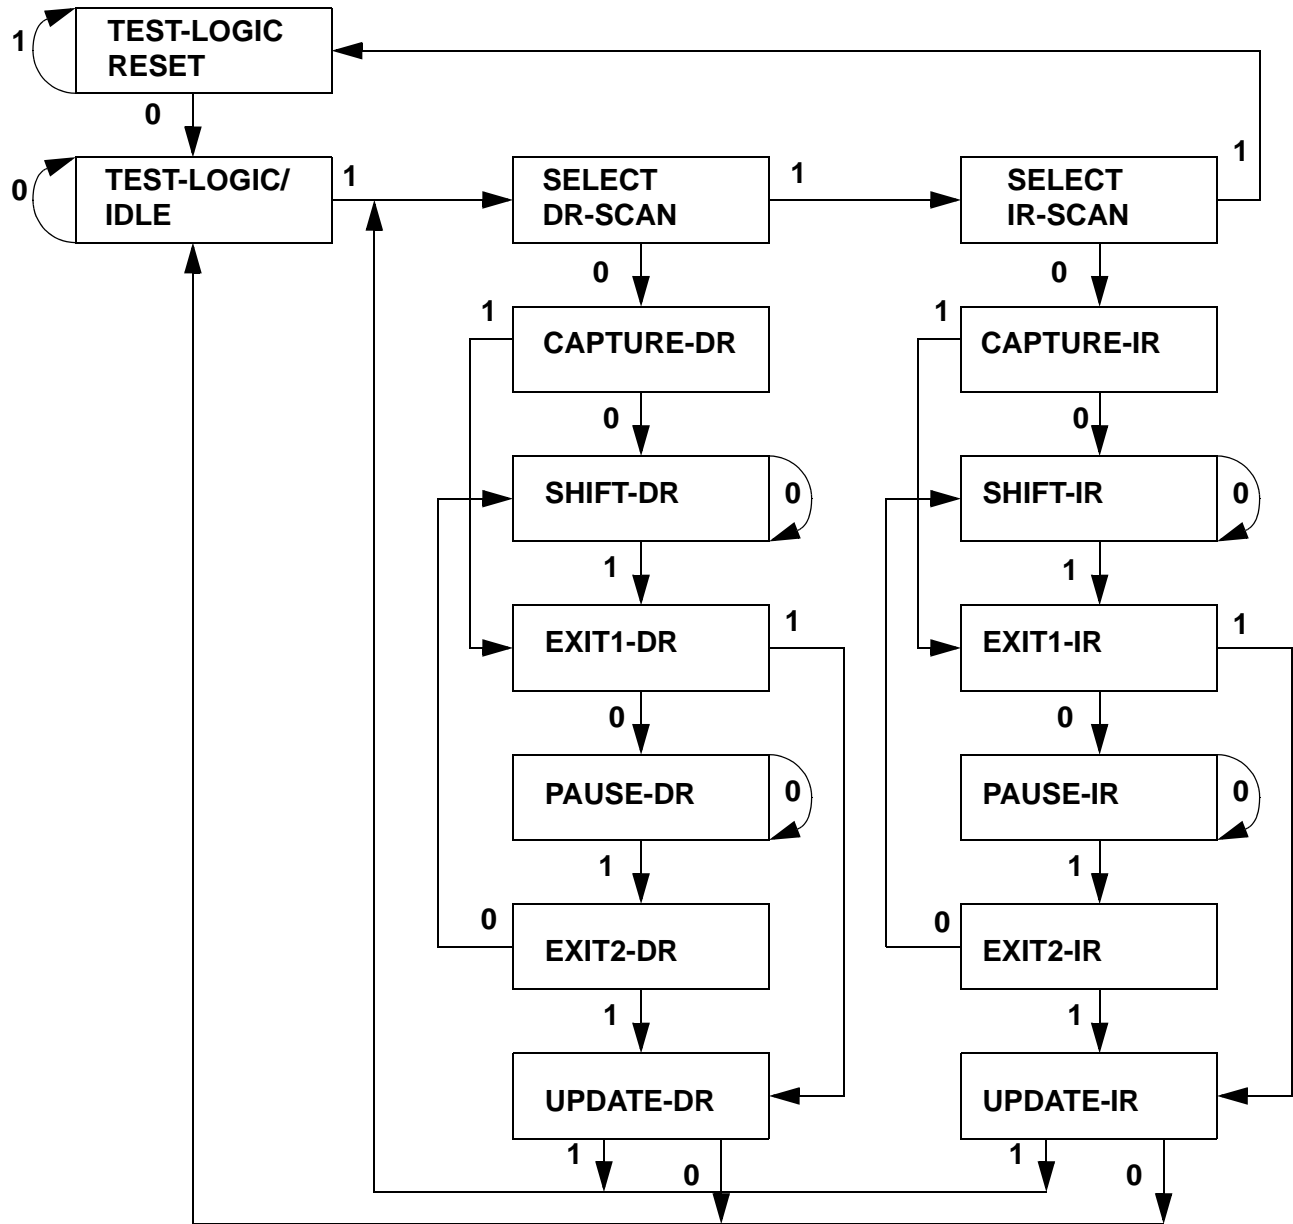 1
TEST-LOGIC
RESET
0
0
TEST-LOGIC/
IDLE
1
SELECT
DR-SCAN
1
SELECT
IR-SCAN
1
0
0
1
CAPTURE-DR
1
CAPTURE-IR
0
0
SHIFT-DR
0
SHIFT-IR
0
1
1
EXIT1-DR
1
EXIT1-IR
1
0
0
PAUSE-DR
0
PAUSE-IR
0
1
1
0
EXIT2-DR
0
EXIT2-IR
1
1
UPDATE-DR
UPDATE-IR
1
0
1
0